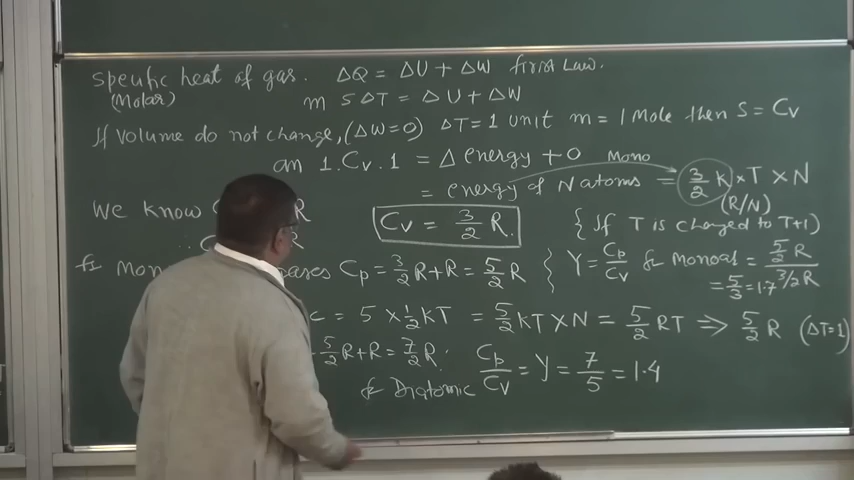 Specific heat of gas. ΔQ = ΔU + ΔW first Law.
(Molar) m S ΔT = ΔU + ΔW
If volume do not change, (ΔW=0) ΔT=1 unit m = 1 Mole then S = Cv
an 1. Cv. 1 = Δ energy + 0 Mono
= energy of N atoms = 3/2 K × T × N
(R/N)
We know C R
Cv = 3/2 R.
{ If T is changed to T+1)
∴ C R
fr mono ases Cp = 3/2 R + R = 5/2 R } γ = Cp/Cv fr monoat = 5/2 R / 3/2 R
= 5/3 = 1.7
c = 5 × 1/2 KT = 5/2 KT × N = 5/2 RT ⇒ 5/2 R (ΔT=1)
5/2 R + R = 7/2 R.
fr Diatomic Cp/Cv = γ = 7/5 = 1.4